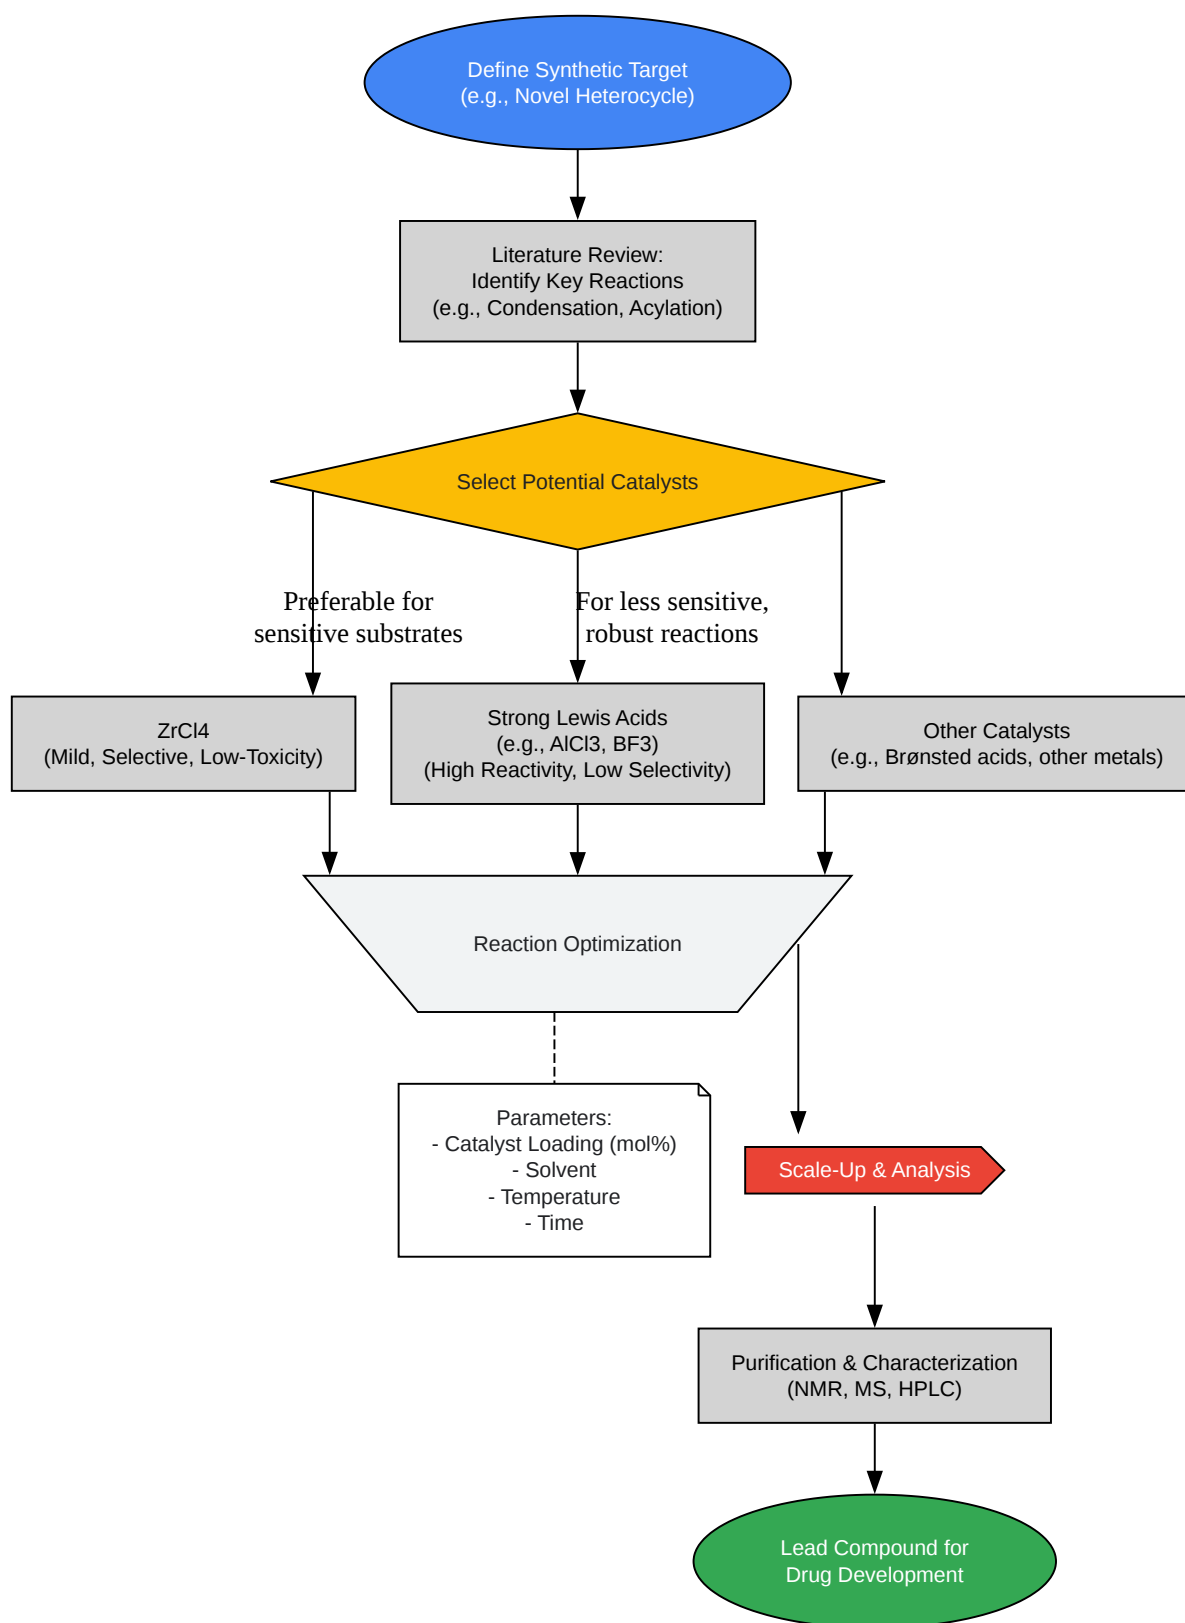 Define Synthetic Target
(e.g., Novel Heterocycle)
Literature Review:
Identify Key Reactions
(e.g., Condensation, Acylation)
Select Potential Catalysts
Preferable for
sensitive substrates
For less sensitive,
robust reactions
ZrCl4
(Mild, Selective, Low-Toxicity)
Strong Lewis Acids
(e.g., AlCl3, BF3)
(High Reactivity, Low Selectivity)
Other Catalysts
(e.g., Brønsted acids, other metals)
Reaction Optimization
Parameters:
- Catalyst Loading (mol%)
- Solvent
- Temperature
- Time
Scale-Up & Analysis
Purification & Characterization
(NMR, MS, HPLC)
Lead Compound for
Drug Development